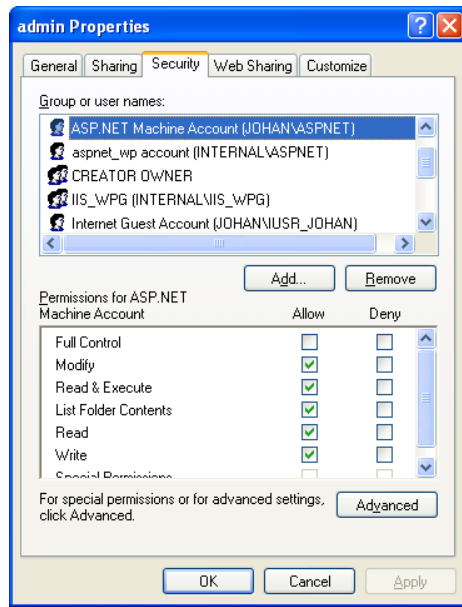 admin Properties
General Sharing Security Web Sharing Customize
Group or user names:
ASP.NET Machine Account (JOHAN\ASPNET)
aspnet_wp account (INTERNAL\ASPNET)
CREATOR OWNER
IIS_WPG (INTERNAL\IIS_WPG)
Internet Guest Account (JOHAN\IUSR_JOHAN)
Add... Remove
Permissions for ASP.NET
Machine Account Allow Deny
Full Control
Modify
Read & Execute
List Folder Contents
Read
Write
Special Permissions
For special permissions or for advanced settings,
click Advanced.
Advanced
OK Cancel Apply